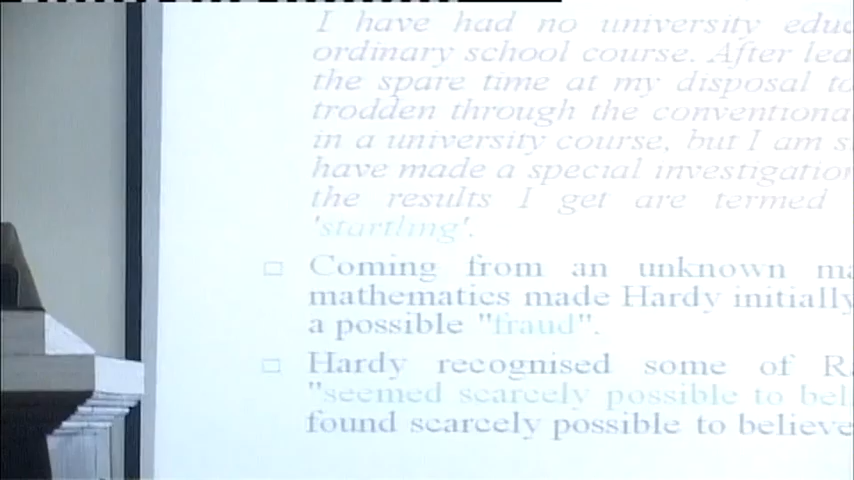 I have had no university educ
ordinary school course. After lea
the spare time at my disposal to
trodden through the conventiona
in a university course, but I am s
have made a special investigation
the results I get are termed
'startling'.
Coming from an unknown ma
mathematics made Hardy initially
a possible "fraud".
Hardy recognised some of R
"seemed scarcely possible to bel
found scarcely possible to believe